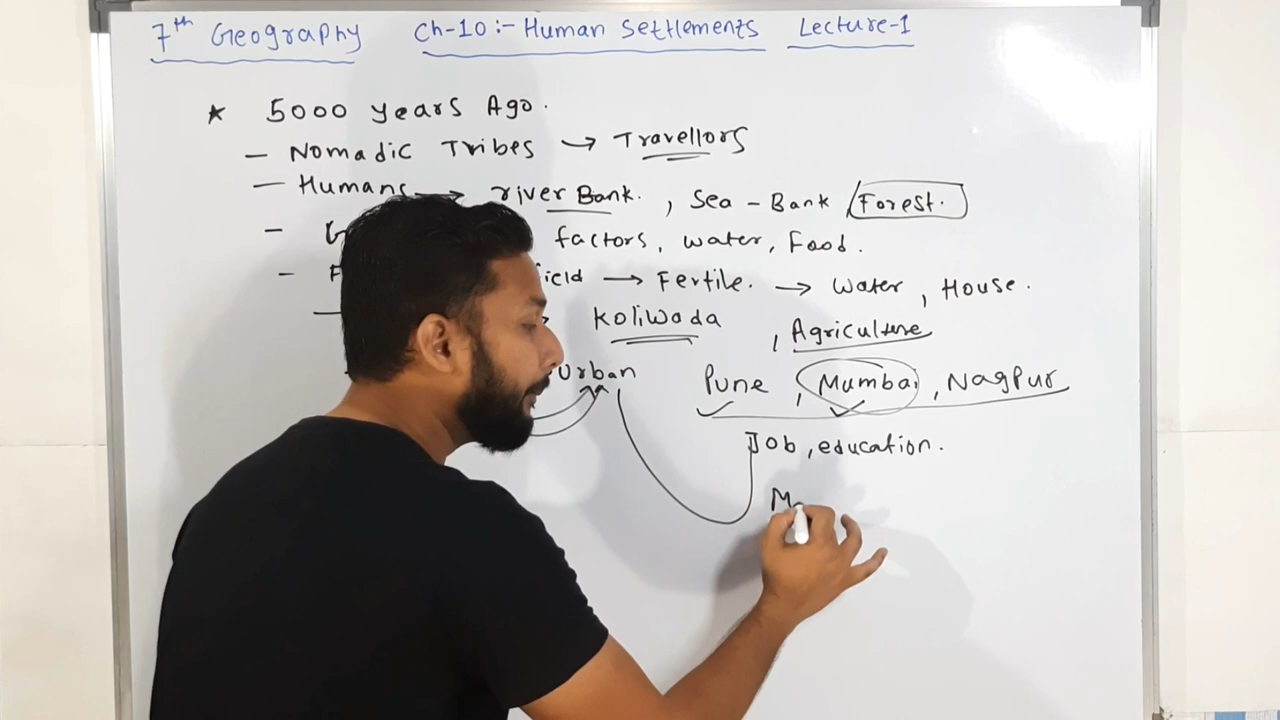 7th Geography Ch-10:- Human Settlements Lecture-1
* 5000 years Ago.
- Nomadic Tribes → Travellors
- Humans → river Bank. , Sea - Bank / Forest.
- factors, water, Food.
- → Fertile. → Water , House.
- Koliwada , Agriculture
Urban Pune , Mumbai , Nagpur
Job , education.